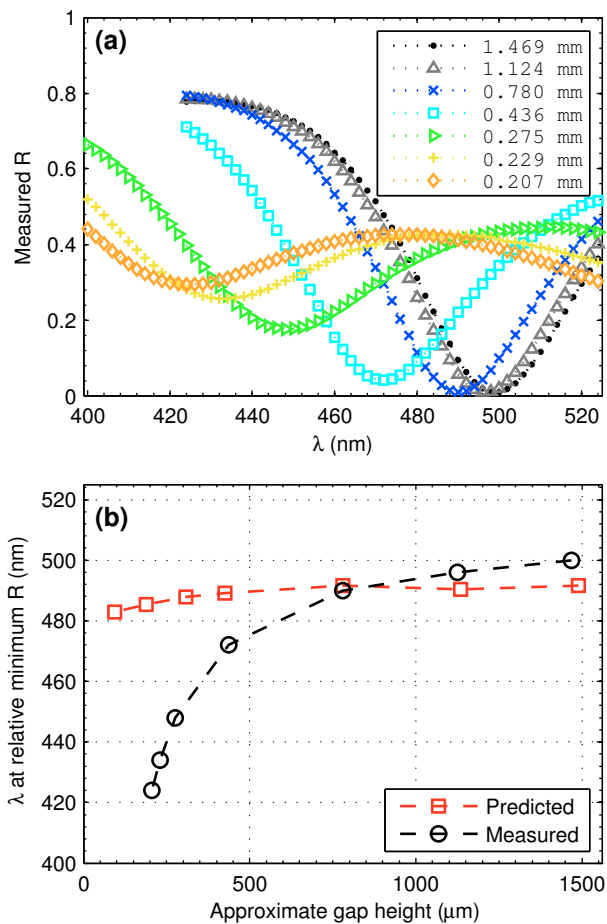 (a)
1
0.8
0.6
0.4
0.2
0
Measured R
1.469 mm
1.124 mm
0.780 mm
0.436 mm
0.275 mm
0.229 mm
0.207 mm
400 420 440 460 480 500 520
λ (nm)
(b)
520
500
480
460
440
420
400
λ at relative minimum R (nm)
Predicted
Measured
0 500 1000 1500
Approximate gap height (μm)